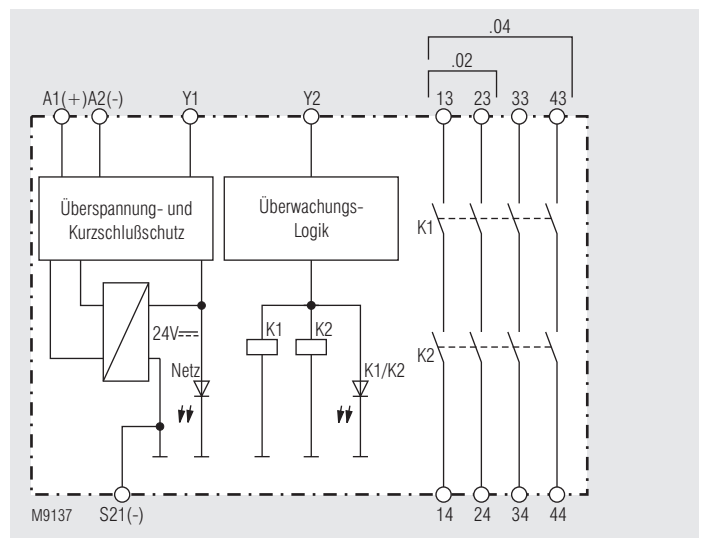 .04
.02
A1(+) A2(-) Y1 Y2 13 23 33 43
Überspannung- und
Kurzschlußschutz
Überwachungs-
Logik
K1
24V
K1 K2
K2
Netz
K1/K2
M9137 S21(-) 14 24 34 44